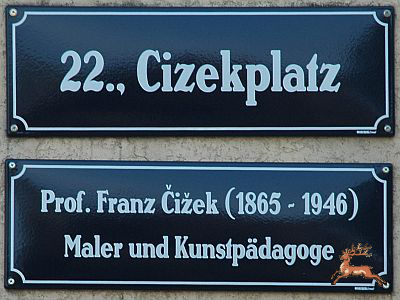 22., Cizekplatz
Prof. Franz Čižek (1865 - 1946)
Maler und Kunstpädagoge